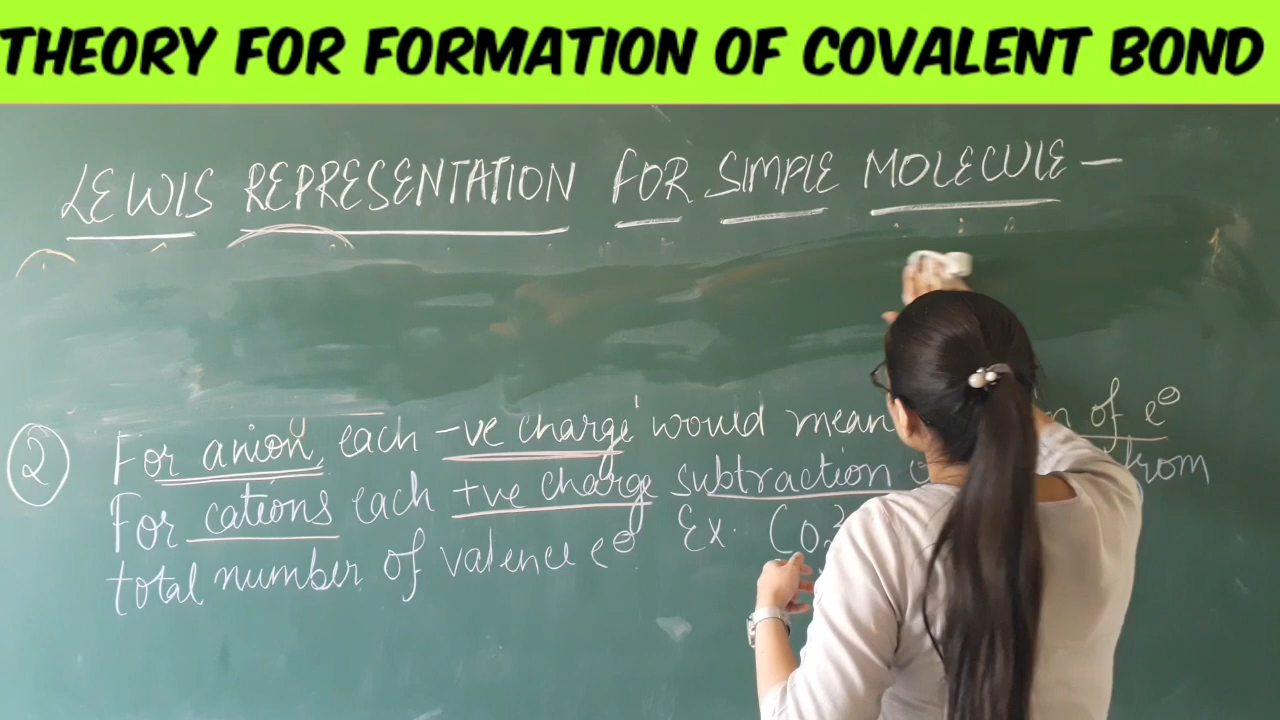 THEORY FOR FORMATION OF COVALENT BOND
LEWIS REPRESENTATION FOR SIMPLE MOLECULE -
② For anion, each -ve charge would mean of e⊖
For cations each +ve charge subtraction from
total number of valence e⊖ Ex. CO